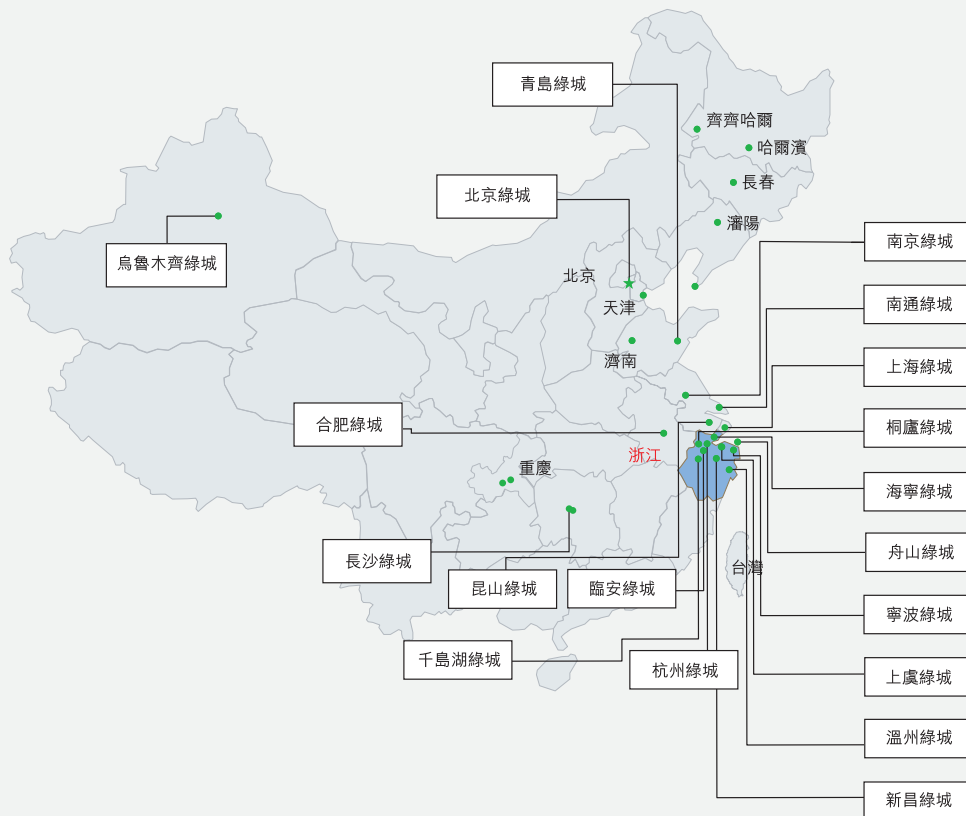 青島綠城
齊齊哈爾
哈爾濱
長春
北京綠城
瀋陽
南京綠城
烏魯木齊綠城
北京
天津
南通綠城
濟南
上海綠城
合肥綠城
桐廬綠城
浙江
重慶
海寧綠城
舟山綠城
長沙綠城
台灣
昆山綠城
臨安綠城
寧波綠城
千島湖綠城
杭州綠城
上虞綠城
溫州綠城
新昌綠城